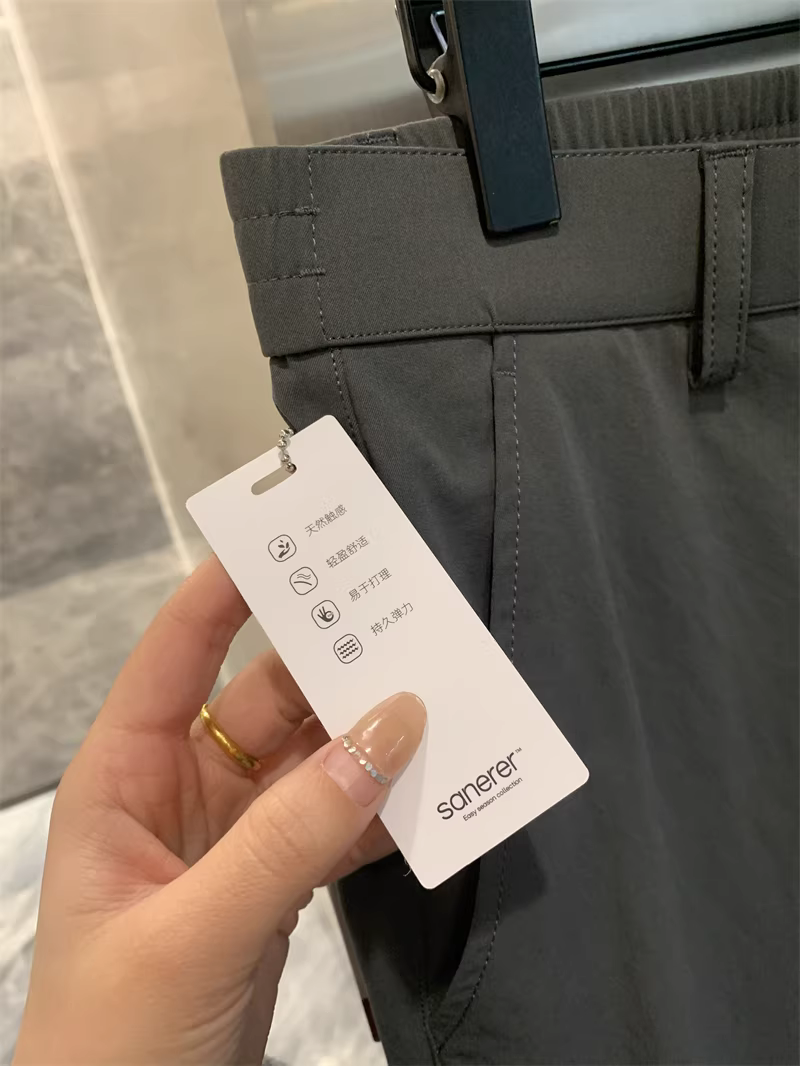 天然触感
轻盈舒适
易于打理
持久弹力
sanerer™
Easy season collection